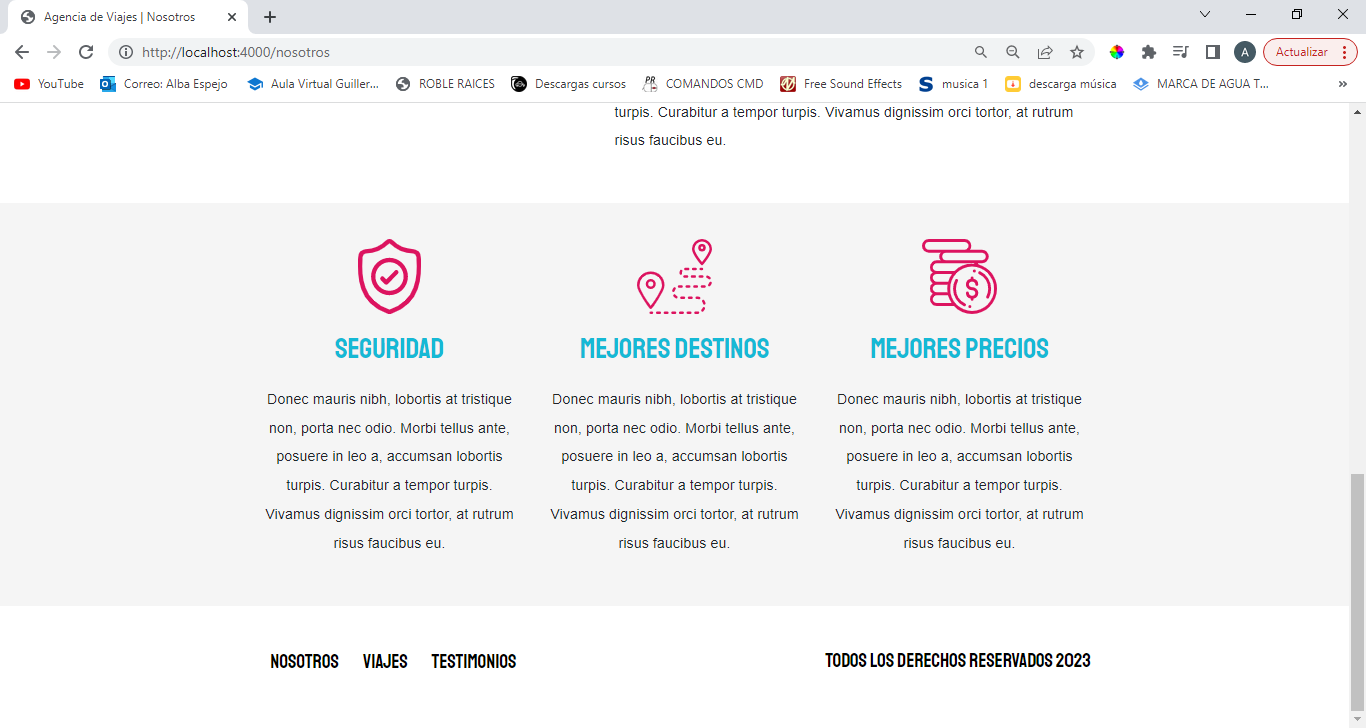 Agencia de Viajes | Nosotros
http://localhost:4000/nosotros
A
Actualizar
YouTube
Correo: Alba Espejo
Aula Virtual Guiller...
ROBLE RAICES
Descargas cursos
COMANDOS CMD
Free Sound Effects
musica 1
descarga música
MARCA DE AGUA T...
»
turpis. Curabitur a tempor turpis. Vivamus dignissim orci tortor, at rutrum
risus faucibus eu.
SEGURIDAD
Donec mauris nibh, lobortis at tristique
non, porta nec odio. Morbi tellus ante,
posuere in leo a, accumsan lobortis
turpis. Curabitur a tempor turpis.
Vivamus dignissim orci tortor, at rutrum
risus faucibus eu.
MEJORES DESTINOS
Donec mauris nibh, lobortis at tristique
non, porta nec odio. Morbi tellus ante,
posuere in leo a, accumsan lobortis
turpis. Curabitur a tempor turpis.
Vivamus dignissim orci tortor, at rutrum
risus faucibus eu.
MEJORES PRECIOS
Donec mauris nibh, lobortis at tristique
non, porta nec odio. Morbi tellus ante,
posuere in leo a, accumsan lobortis
turpis. Curabitur a tempor turpis.
Vivamus dignissim orci tortor, at rutrum
risus faucibus eu.
NOSOTROS VIAJES TESTIMONIOS
TODOS LOS DERECHOS RESERVADOS 2023